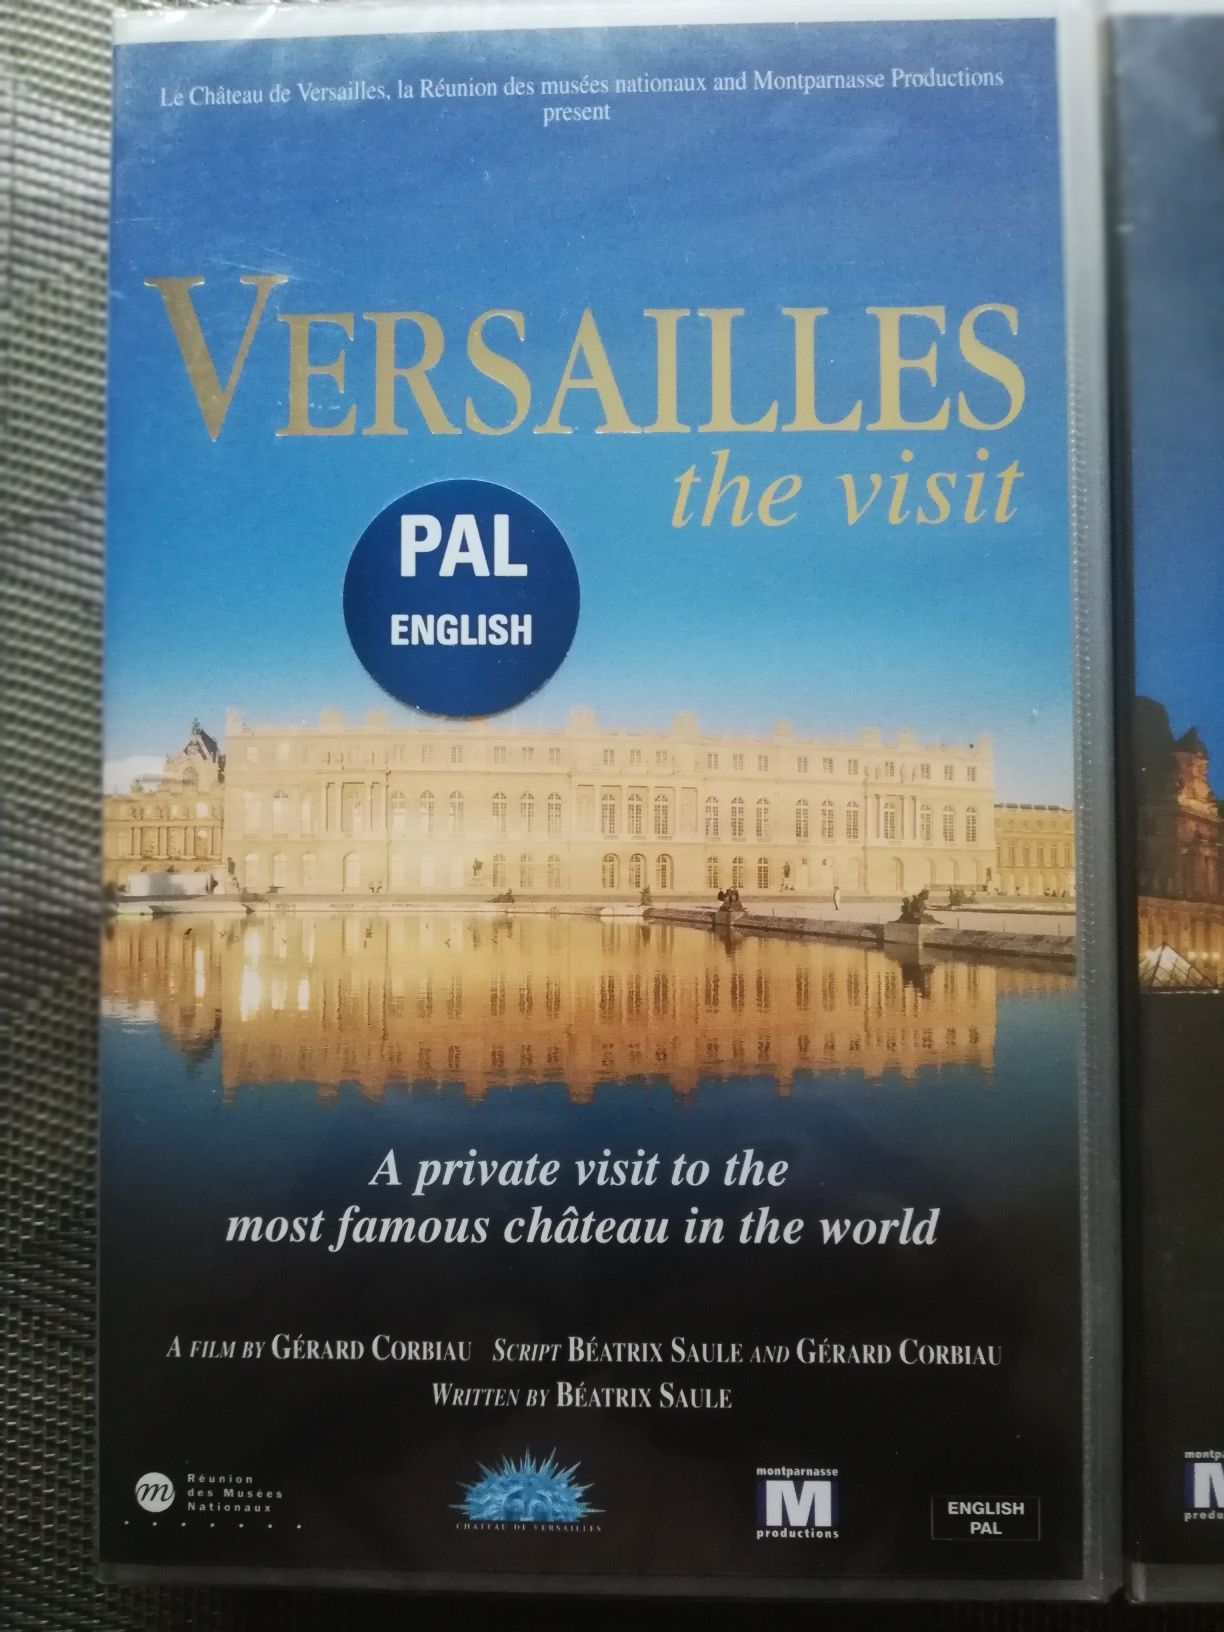 Le Château de Versailles, la Réunion des musées nationaux and Montparnasse Productions
present
VERSAILLES
the visit
PAL
ENGLISH
A private visit to the
most famous château in the world
A FILM BY GÉRARD CORBIAU SCRIPT BÉATRIX SAULE AND GÉRARD CORBIAU
WRITTEN BY BÉATRIX SAULE
m
Réunion
des Musées
Nationaux
CHATEAU DE VERSAILLES
montparnasse
M
productions
ENGLISH
PAL